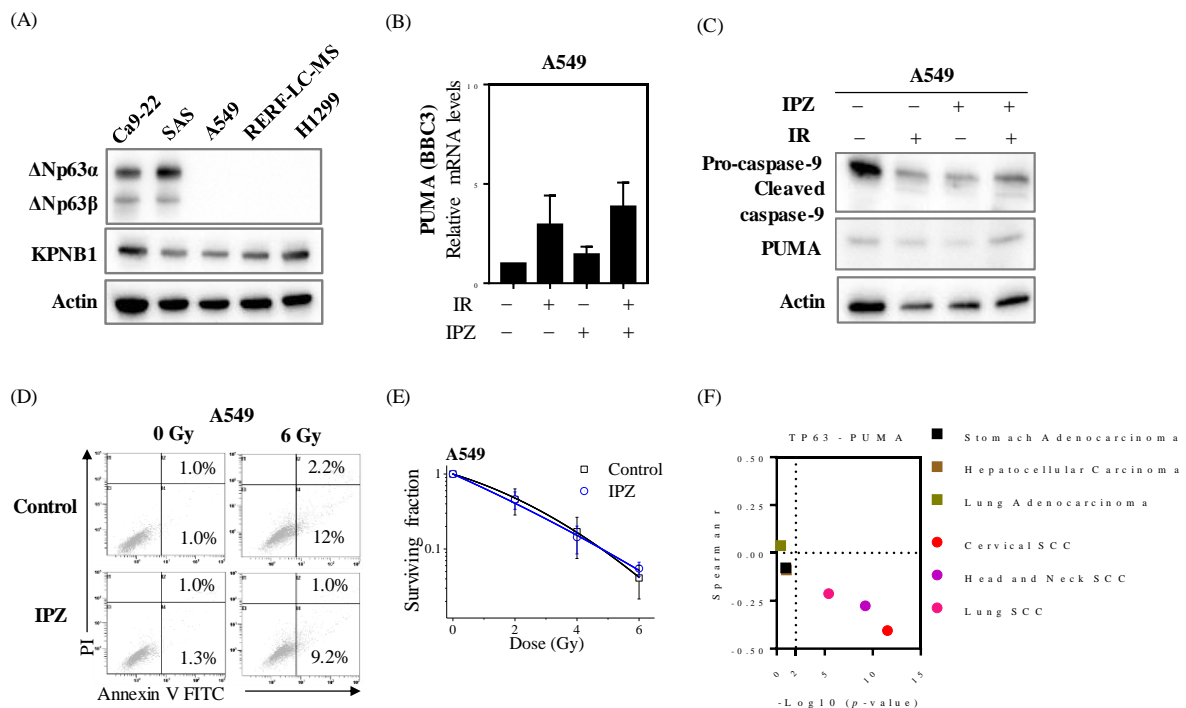 (A)
Ca9-22
SAS
A549
RERF-LC-MS
H1299
ΔNp63α
ΔNp63β
KPNB1
Actin
(B)
A549
PUMA (BBC3)
Relative mRNA levels
10
5
0
IR − + − +
IPZ − − + +
(C)
A549
IPZ − − + +
IR − + − +
Pro-caspase-9
Cleaved
caspase-9
PUMA
Actin
(D)
A549
0 Gy 6 Gy
Control
1.0% 2.2%
1.0% 12%
IPZ
1.0% 1.0%
1.3% 9.2%
PI
Annexin V FITC
(E)
A549
Control
IPZ
Surviving fraction
1
0.1
0 2 4 6
Dose (Gy)
(F)
TP63 - PUMA
Spearman r
0.50
0.25
0.00
-0.25
-0.50
0 2 5 10 15
-Log10 (p-value)
Stomach Adenocarcinoma
Hepatocellular Carcinoma
Lung Adenocarcinoma
Cervical SCC
Head and Neck SCC
Lung SCC